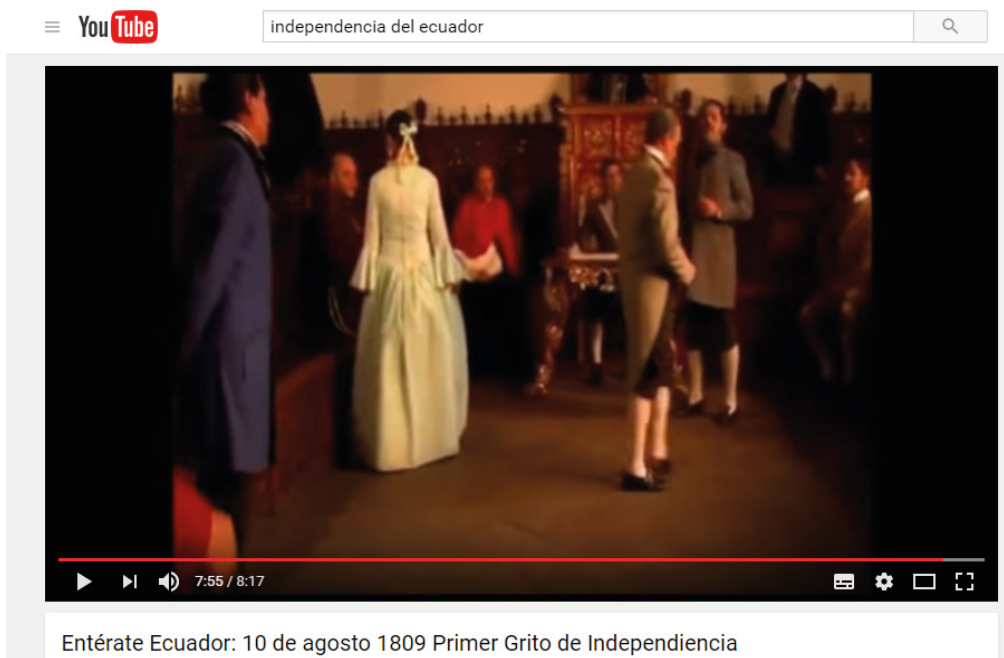 YouTube
independencia del ecuador
7:55 / 8:17
Entérate Ecuador: 10 de agosto 1809 Primer Grito de Independiencia